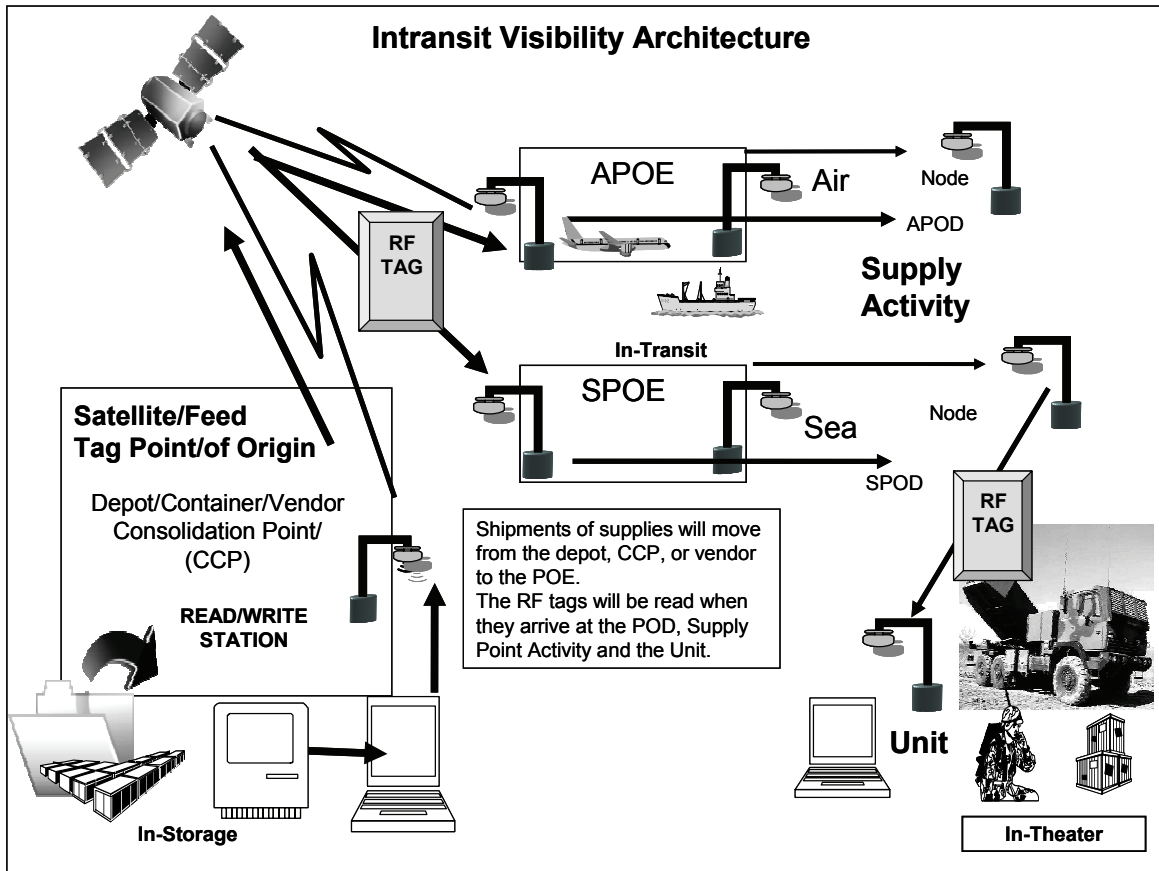 Intransit Visibility Architecture
APOE
Air
Node
APOD
RF
TAG
Supply
Activity
In-Transit
SPOE
Sea
Node
SPOD
Satellite/Feed
Tag Point/of Origin
Depot/Container/Vendor
Consolidation Point/
(CCP)
READ/WRITE
STATION
Shipments of supplies will move
from the depot, CCP, or vendor
to the POE.
The RF tags will be read when
they arrive at the POD, Supply
Point Activity and the Unit.
RF
TAG
Unit
In-Storage
In-Theater